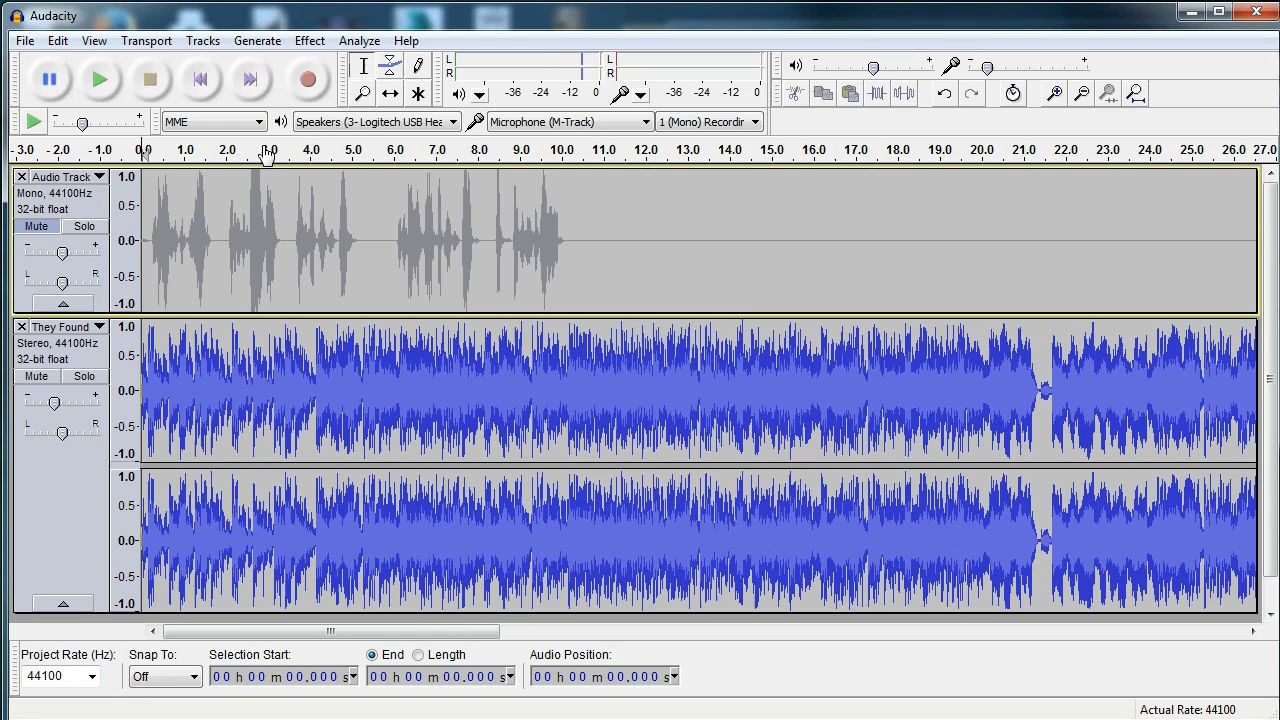 Audacity
File Edit View Transport Tracks Generate Effect Analyze Help
L R -36 -24 -12 0 L R -36 -24 -12 0
MME Speakers (3- Logitech USB Hea Microphone (M-Track) 1 (Mono) Recordir
- 3.0 - 2.0 - 1.0 0.0 1.0 2.0 3.0 4.0 5.0 6.0 7.0 8.0 9.0 10.0 11.0 12.0 13.0 14.0 15.0 16.0 17.0 18.0 19.0 20.0 21.0 22.0 23.0 24.0 25.0 26.0 27.0
Audio Track 1.0
Mono, 44100Hz
32-bit float 0.5-
Mute Solo
- + 0.0-
L R -0.5-
-1.0
They Found 1.0
Stereo, 44100Hz
32-bit float 0.5-
Mute Solo
- + 0.0-
L R -0.5-
-1.0
1.0
0.5-
0.0-
-0.5-
-1.0
Project Rate (Hz): Snap To: Selection Start: End Length Audio Position:
44100 Off 00 h 00 m 00.000 s 00 h 00 m 00.000 s 00 h 00 m 00.000 s
Actual Rate: 44100